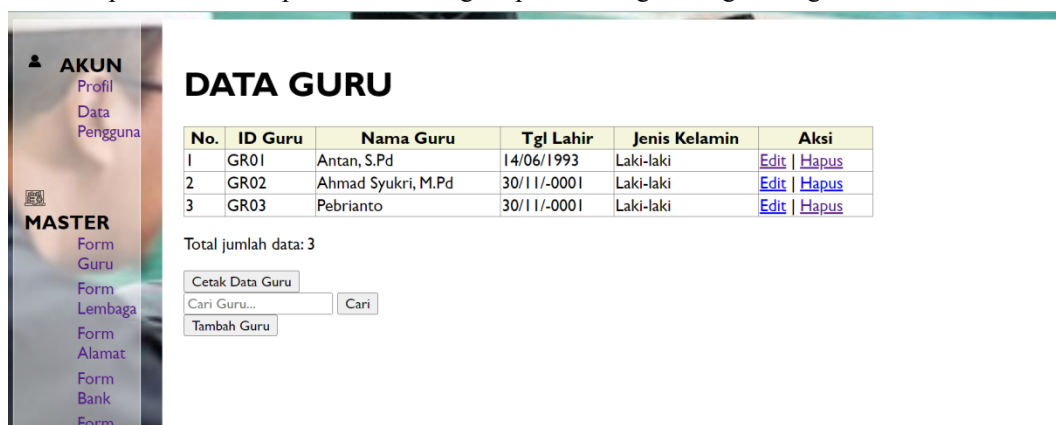 AKUN
Profil
Data
Pengguna
MASTER
Form
Guru
Form
Lembaga
Form
Alamat
Form
Bank
Form
DATA GURU
No. ID Guru Nama Guru Tgl Lahir Jenis Kelamin Aksi
1 GR01 Antan, S.Pd 14/06/1993 Laki-laki Edit | Hapus
2 GR02 Ahmad Syukri, M.Pd 30/11/-0001 Laki-laki Edit | Hapus
3 GR03 Pebrianto 30/11/-0001 Laki-laki Edit | Hapus
Total jumlah data: 3
Cetak Data Guru
Cari Guru... Cari
Tambah Guru